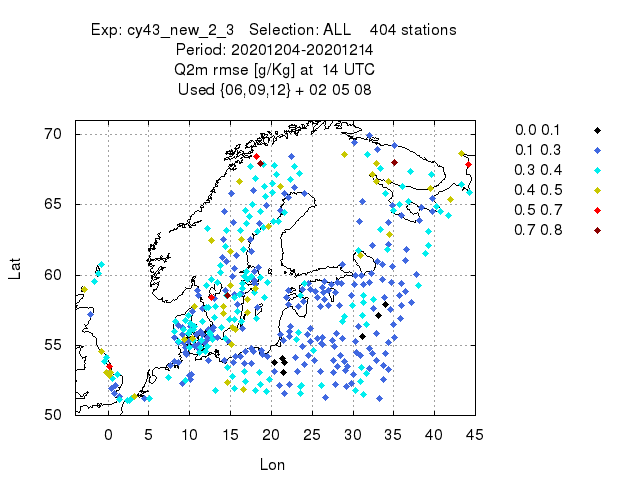 Exp: cy43_new_2_3 Selection: ALL 404 stations
Period: 20201204-20201214
Q2m rmse [g/Kg] at 14 UTC
Used {06,09,12} + 02 05 08
0.0 0.1
0.1 0.3
0.3 0.4
0.4 0.5
0.5 0.7
0.7 0.8
70
65
60
55
50
Lat
0 5 10 15 20 25 30 35 40 45
Lon